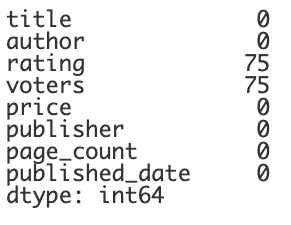 title 0
author 0
rating 75
voters 75
price 0
publisher 0
page_count 0
published_date 0
dtype: int64